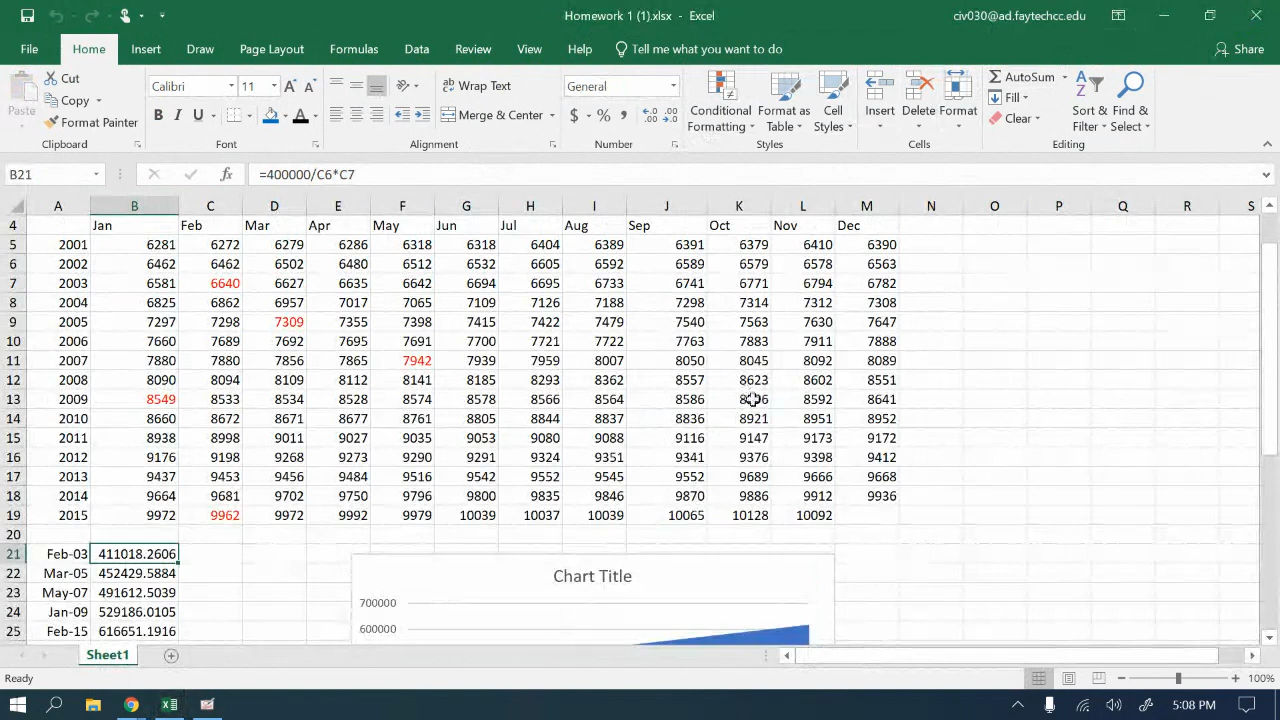 Homework 1 (1).xlsx - Excel
civ030@ad.faytechcc.edu
File Home Insert Draw Page Layout Formulas Data Review View Help Tell me what you want to do Share
Paste Cut Copy Format Painter Clipboard
Calibri 11 B I U Font
Wrap Text Merge & Center Alignment
General $ % , Number
Conditional Formatting Format as Table Cell Styles Styles
Insert Delete Format Cells
AutoSum Fill Clear Sort & Filter Find & Select Editing
B21 fx =400000/C6*C7
A B C D E F G H I J K L M N O P Q R S
4 Jan Feb Mar Apr May Jun Jul Aug Sep Oct Nov Dec
5 2001 6281 6272 6279 6286 6318 6318 6404 6389 6391 6379 6410 6390
6 2002 6462 6462 6502 6480 6512 6532 6605 6592 6589 6579 6578 6563
7 2003 6581 6640 6627 6635 6642 6694 6695 6733 6741 6771 6794 6782
8 2004 6825 6862 6957 7017 7065 7109 7126 7188 7298 7314 7312 7308
9 2005 7297 7298 7309 7355 7398 7415 7422 7479 7540 7563 7630 7647
10 2006 7660 7689 7692 7695 7691 7700 7721 7722 7763 7883 7911 7888
11 2007 7880 7880 7856 7865 7942 7939 7959 8007 8050 8045 8092 8089
12 2008 8090 8094 8109 8112 8141 8185 8293 8362 8557 8623 8602 8551
13 2009 8549 8533 8534 8528 8574 8578 8566 8564 8586 8592 8641
14 2010 8660 8672 8671 8677 8761 8805 8844 8837 8836 8921 8951 8952
15 2011 8938 8998 9011 9027 9035 9053 9080 9088 9116 9147 9173 9172
16 2012 9176 9198 9268 9273 9290 9291 9324 9351 9341 9376 9398 9412
17 2013 9437 9453 9456 9484 9516 9542 9552 9545 9552 9689 9666 9668
18 2014 9664 9681 9702 9750 9796 9800 9835 9846 9870 9886 9912 9936
19 2015 9972 9962 9972 9992 9979 10039 10037 10039 10065 10128 10092
20
21 Feb-03 411018.2606
22 Mar-05 452429.5884
23 May-07 491612.5039
24 Jan-09 529186.0105
25 Feb-15 616651.1916
Chart Title
700000
600000
Sheet1
Ready 100%
5:08 PM